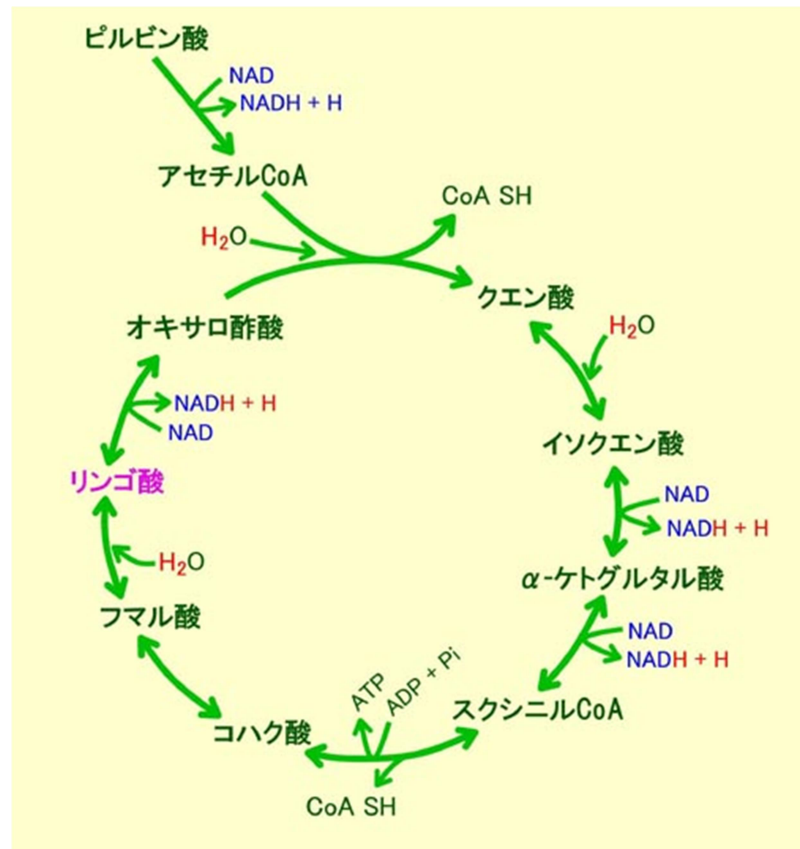 ピルビン酸
NAD
NADH + H
アセチルCoA
CoA SH
H₂O
クエン酸
オキサロ酢酸
H₂O
NADH + H
NAD
イソクエン酸
リンゴ酸
NAD
NADH + H
H₂O
α-ケトグルタル酸
フマル酸
NAD
NADH + H
ATP
ADP + Pi
スクシニルCoA
コハク酸
CoA SH